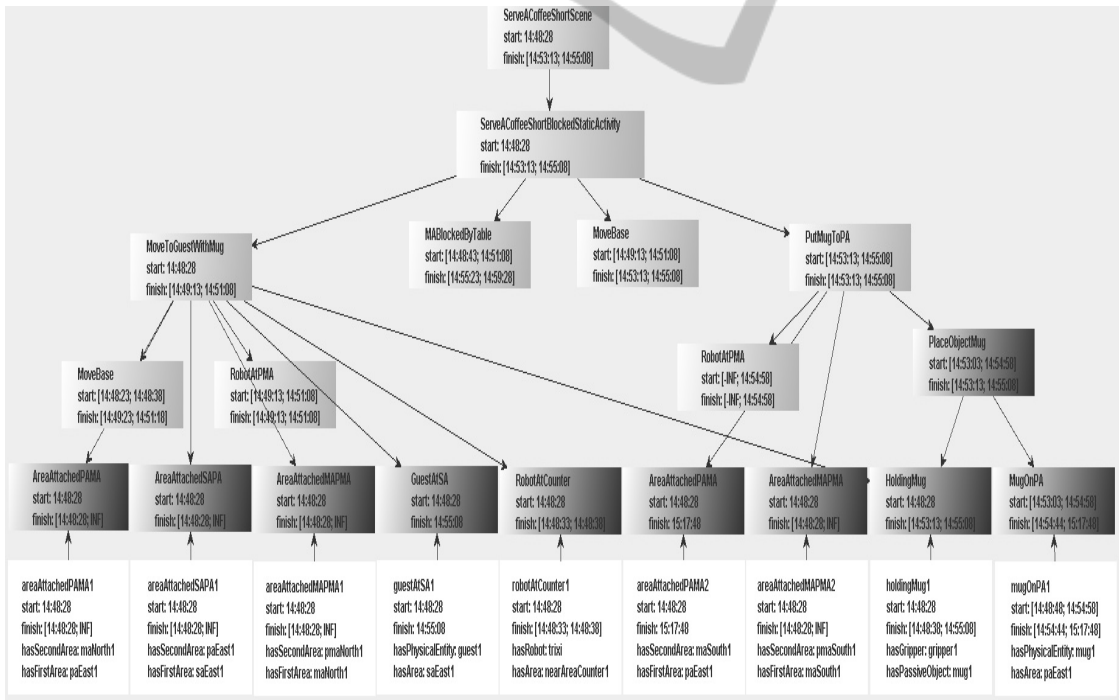 ServeACoffeeShortScene
start: 14:48:28
finish: [14:53:13; 14:55:08]
ServeACoffeeShortBlockedStaticActivity
start: 14:48:28
finish: [14:53:13; 14:55:08]
MoveToGuestWithMug
start: 14:48:28
finish: [14:49:13; 14:51:08]
MABlockedByTable
start: [14:48:43; 14:51:08]
finish: [14:55:23; 14:59:28]
MoveBase
start: [14:49:13; 14:51:08]
finish: [14:53:13; 14:55:08]
PutMugToPA
start: [14:53:13; 14:55:08]
finish: [14:53:13; 14:55:08]
MoveBase
start: [14:48:23; 14:48:38]
finish: [14:49:23; 14:51:18]
RobotAtPMA
start: [14:49:13; 14:51:08]
finish: [14:49:13; 14:51:08]
RobotAtPMA
start: [-INF; 14:54:58]
finish: [-INF; 14:54:58]
PlaceObjectMug
start: [14:53:03; 14:54:58]
finish: [14:53:13; 14:55:08]
AreaAttachedPAMA
start: 14:48:28
finish: [14:48:28; INF]
AreaAttachedSAPA
start: 14:48:28
finish: [14:48:28; INF]
AreaAttachedMAPMA
start: 14:48:28
finish: [14:48:28; INF]
GuestAtSA
start: 14:48:28
finish: 14:55:08
RobotAtCounter
start: 14:48:28
finish: [14:48:33; 14:48:38]
AreaAttachedPAMA
start: 14:48:28
finish: 15:17:48
AreaAttachedMAPMA
start: 14:48:28
finish: [14:48:28; INF]
HoldingMug
start: 14:48:28
finish: [14:53:13; 14:55:08]
MugOnPA
start: [14:53:03; 14:54:58]
finish: [14:54:44; 15:17:48]
areaAttachedPAMA1
start: 14:48:28
finish: [14:48:28; INF]
hasSecondArea: maNorth1
hasFirstArea: paEast1
areaAttachedSAPA1
start: 14:48:28
finish: [14:48:28; INF]
hasSecondArea: paEast1
hasFirstArea: saEast1
areaAttachedMAPMA1
start: 14:48:28
finish: [14:48:28; INF]
hasSecondArea: pmaNorth1
hasFirstArea: maNorth1
guestAtSA1
start: 14:48:28
finish: 14:55:08
hasPhysicalEntity: guest1
hasArea: saEast1
robotAtCounter1
start: 14:48:28
finish: [14:48:33; 14:48:38]
hasRobot: trixi
hasArea: nearAreaCounter1
areaAttachedPAMA2
start: 14:48:28
finish: 15:17:48
hasSecondArea: maSouth1
hasFirstArea: paEast1
areaAttachedMAPMA2
start: 14:48:28
finish: [14:48:28; INF]
hasSecondArea: pmaSouth1
hasFirstArea: maSouth1
holdingMug1
start: 14:48:28
finish: [14:48:38; 14:55:08]
hasGripper: gripper1
hasPassiveObject: mug1
mugOnPA1
start: [14:48:48; 14:54:58]
finish: [14:54:44; 15:17:48]
hasPhysicalEntity: mug1
hasArea: paEast1